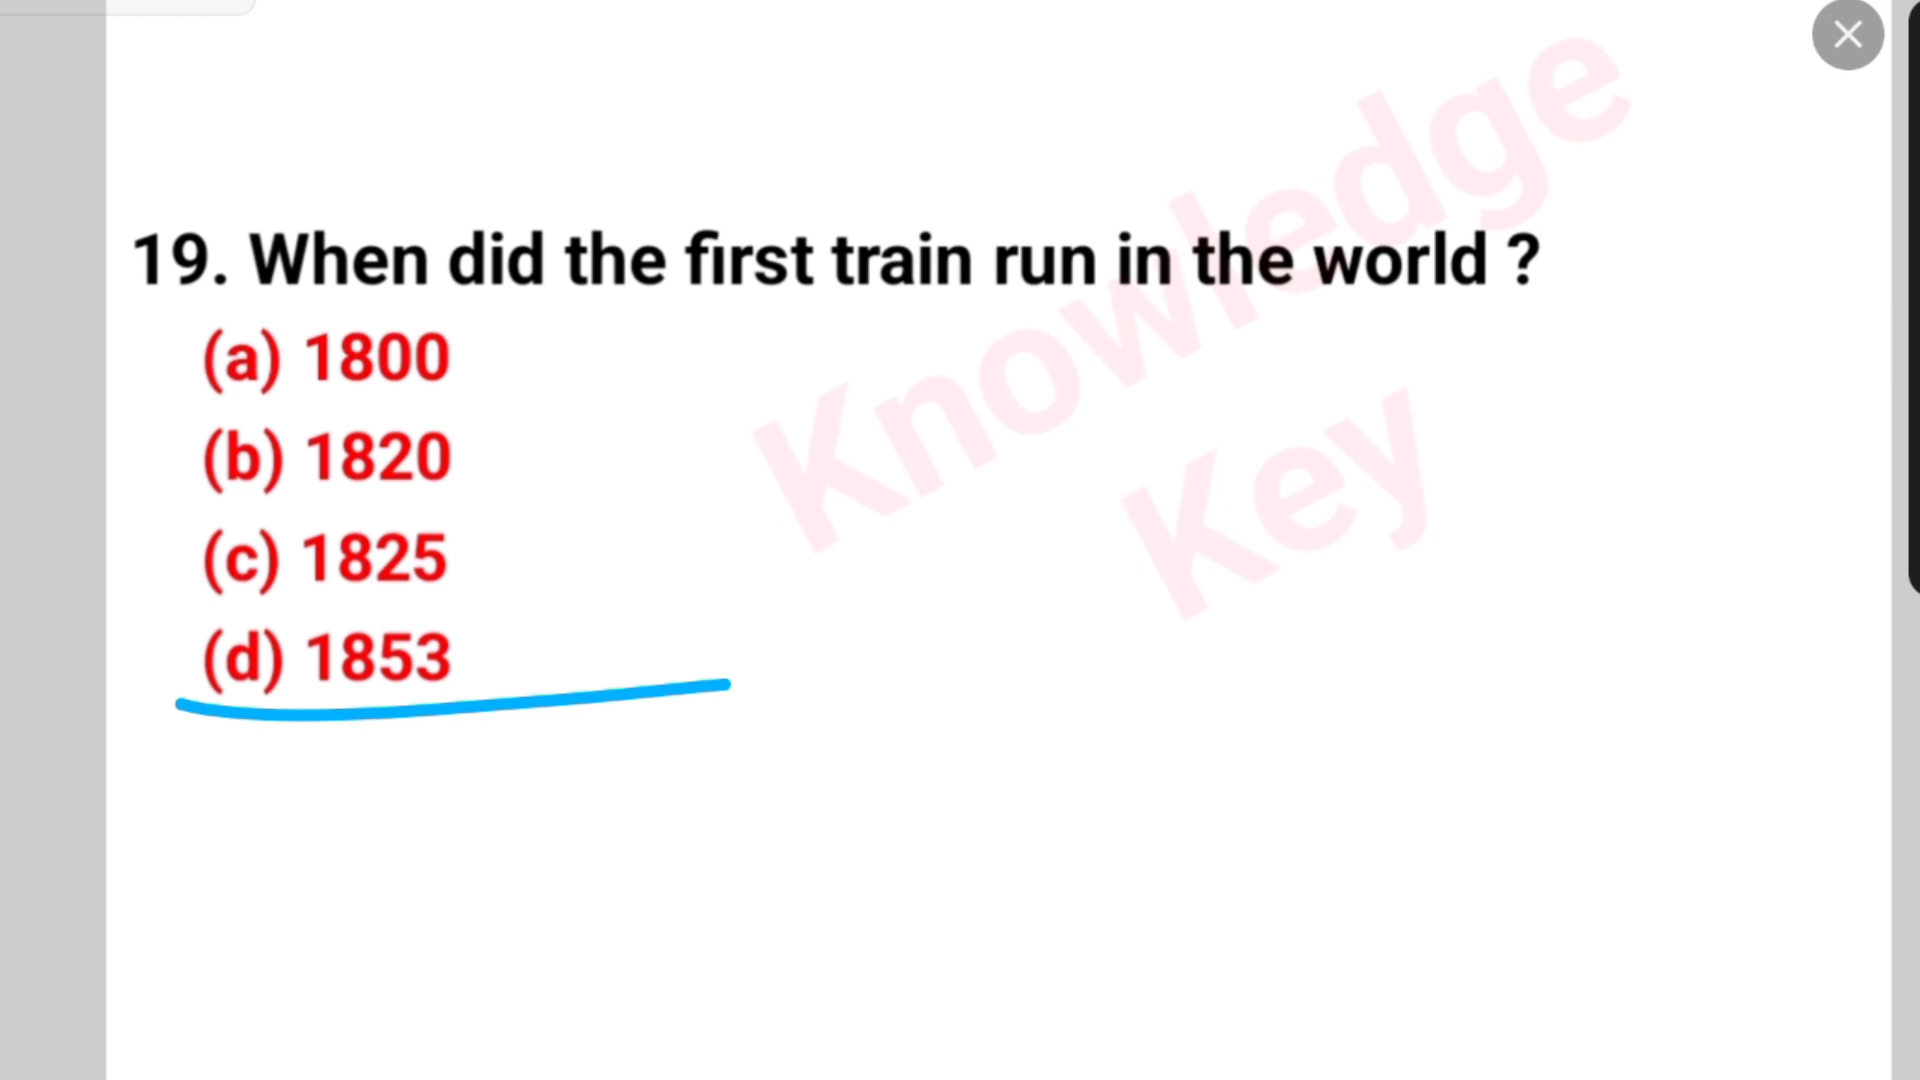 19. When did the first train run in the world ?
(a) 1800
(b) 1820
(c) 1825
(d) 1853
Knowledge
Key